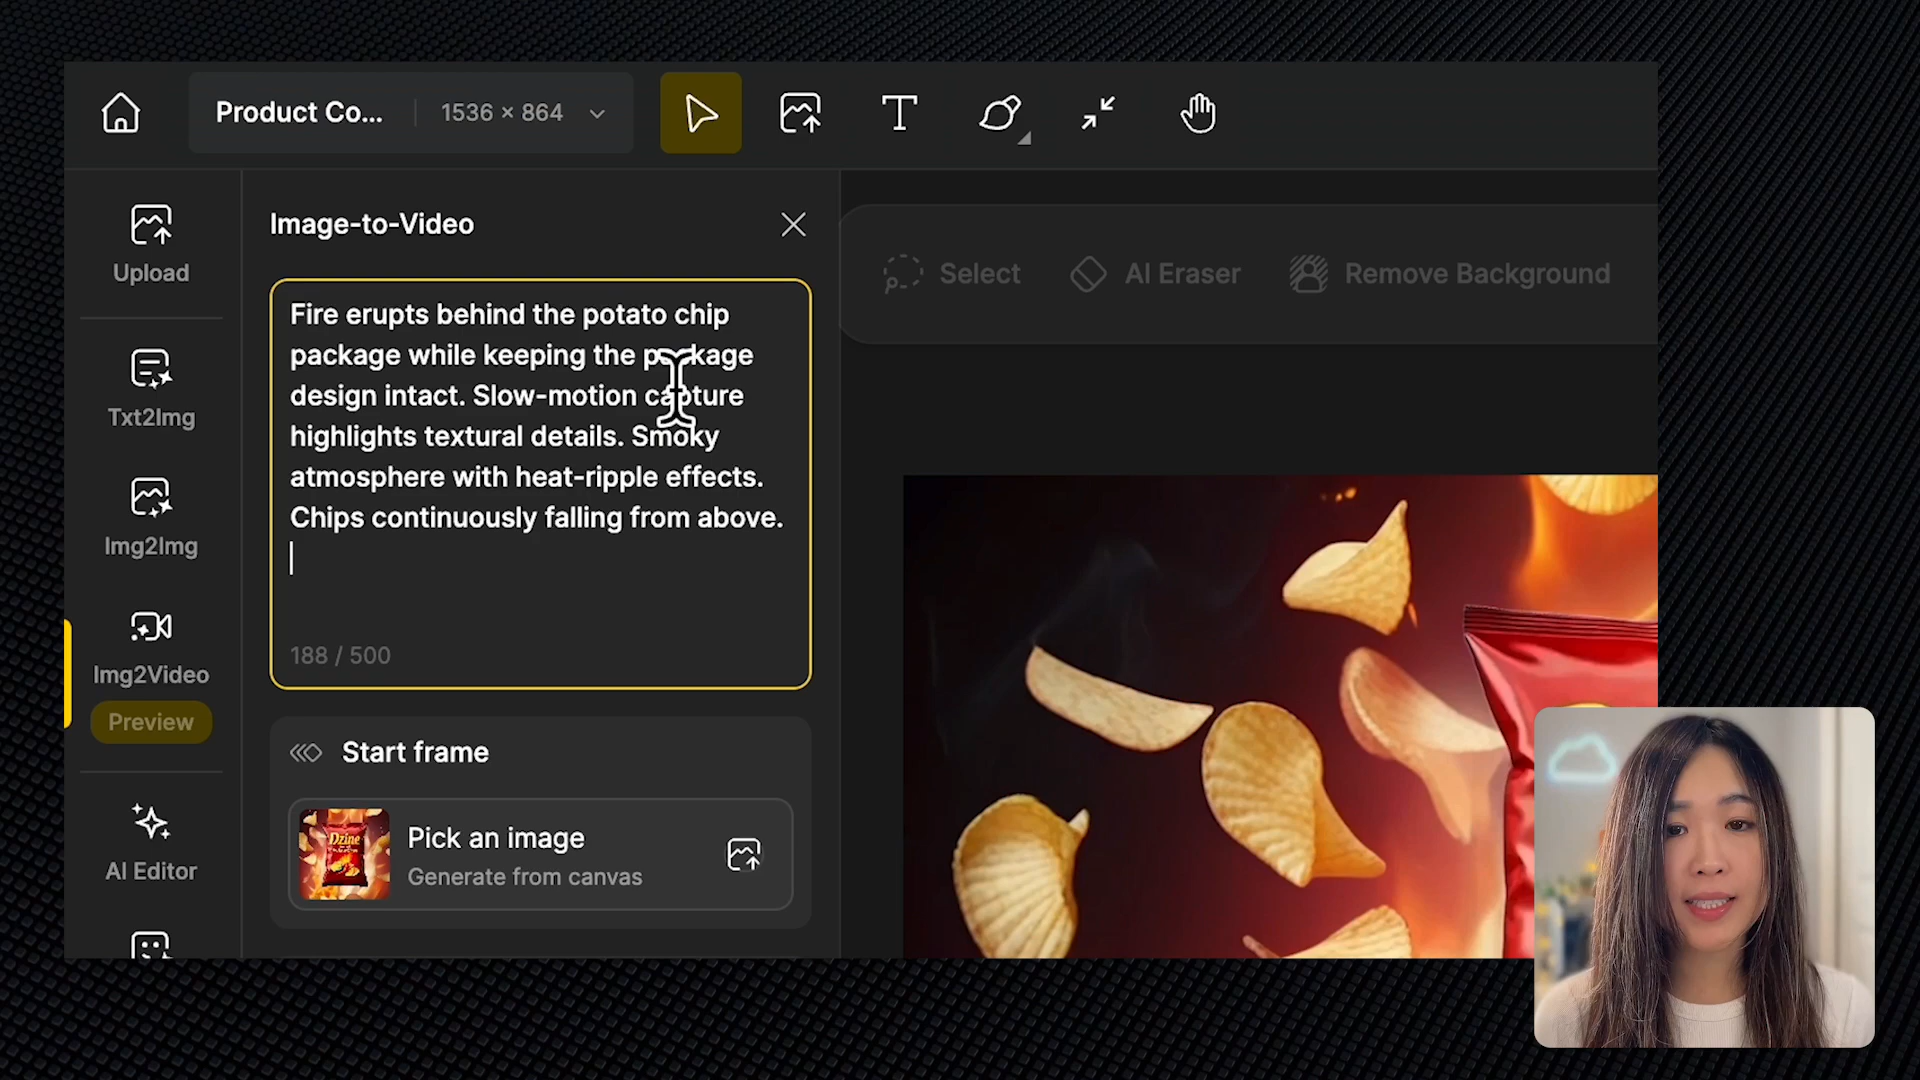 Product Co...
1536 × 864
Upload
Txt2Img
Img2Img
Img2Video
Preview
AI Editor
Image-to-Video
Fire erupts behind the potato chip
package while keeping the package
design intact. Slow-motion capture
highlights textural details. Smoky
atmosphere with heat-ripple effects.
Chips continuously falling from above.
188 / 500
Start frame
Dzine
Pick an image
Generate from canvas
Select
AI Eraser
Remove Background